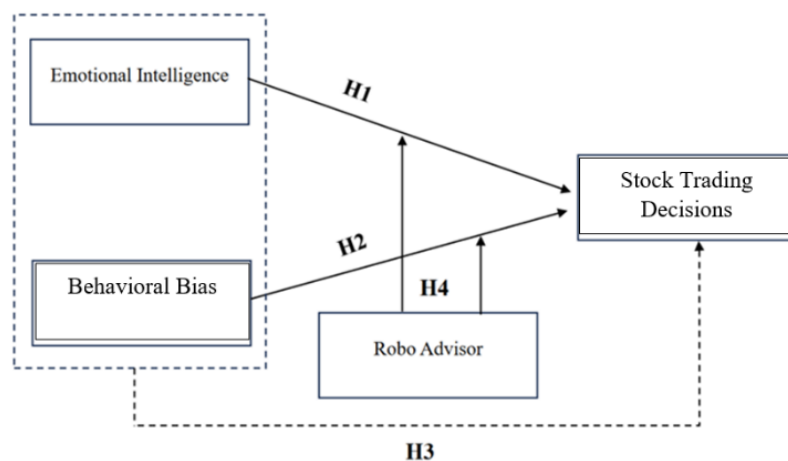 Emotional Intelligence
H1
Stock Trading
Decisions
H2
Behavioral Bias
H4
Robo Advisor
H3